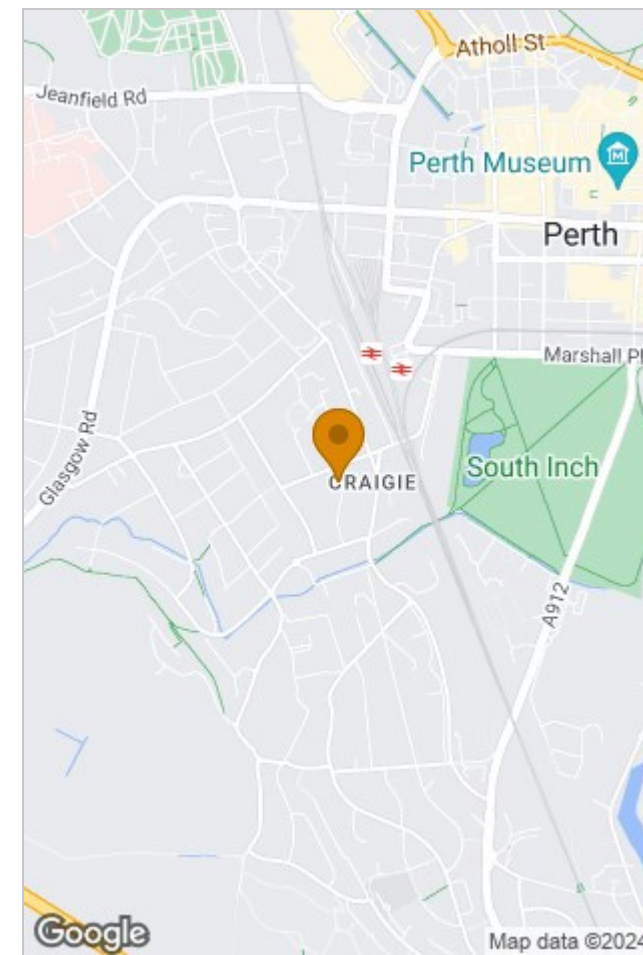 Atholl St
Jeanfield Rd
Perth Museum
M
Perth
Marshall Pl
Glasgow Rd
South Inch
CRAIGIE
A912
Google
Map data ©2024